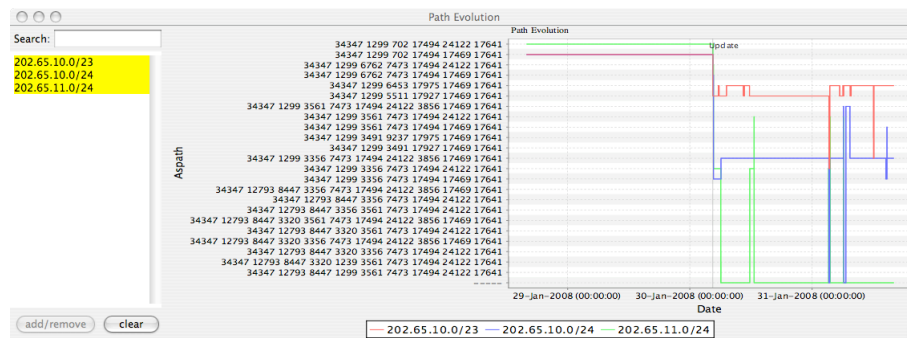 Path Evolution
Search:
202.65.10.0/23
202.65.10.0/24
202.65.11.0/24
add/remove
clear
Path Evolution
Update
Aspath
34347 1299 702 17494 24122 17641
34347 1299 702 17494 17469 17641
34347 1299 6762 7473 17494 24122 17641
34347 1299 6762 7473 17494 17469 17641
34347 1299 6453 17975 17469 17641
34347 1299 5511 17927 17469 17641
34347 1299 3561 7473 17494 24122 3856 17469 17641
34347 1299 3561 7473 17494 24122 17641
34347 1299 3561 7473 17494 17469 17641
34347 1299 3491 9237 17975 17469 17641
34347 1299 3491 17927 17469 17641
34347 1299 3356 7473 17494 24122 3856 17469 17641
34347 1299 3356 7473 17494 24122 17641
34347 1299 3356 7473 17494 17469 17641
34347 12793 8447 3356 7473 17494 24122 3856 17469 17641
34347 12793 8447 3356 7473 17494 24122 17641
34347 12793 8447 3356 3561 7473 17494 24122 17641
34347 12793 8447 3320 3561 7473 17494 24122 3856 17469 17641
34347 12793 8447 3320 3561 7473 17494 24122 17641
34347 12793 8447 3320 3356 7473 17494 24122 3856 17469 17641
34347 12793 8447 3320 3356 7473 17494 24122 17641
34347 12793 8447 3320 1239 3561 7473 17494 24122 17641
34347 12793 8447 1299 3561 7473 17494 24122 17641
-----
29-Jan-2008 (00:00:00) 30-Jan-2008 (00:00:00) 31-Jan-2008 (00:00:00)
Date
202.65.10.0/23 202.65.10.0/24 202.65.11.0/24